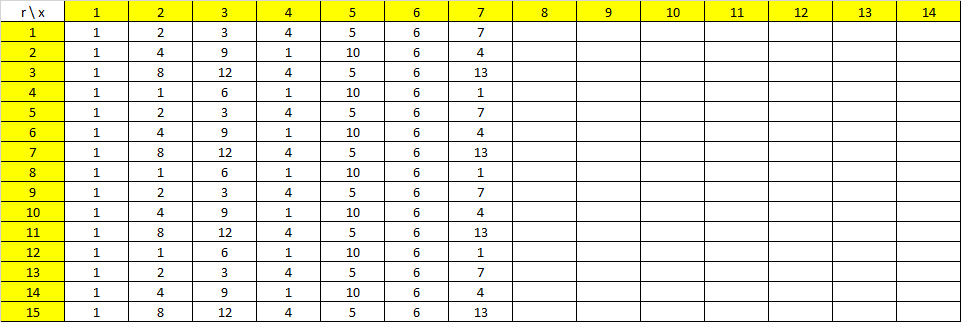 r \ x 1 2 3 4 5 6 7 8 9 10 11 12 13 14
1 1 2 3 4 5 6 7
2 1 4 9 1 10 6 4
3 1 8 12 4 5 6 13
4 1 1 6 1 10 6 1
5 1 2 3 4 5 6 7
6 1 4 9 1 10 6 4
7 1 8 12 4 5 6 13
8 1 1 6 1 10 6 1
9 1 2 3 4 5 6 7
10 1 4 9 1 10 6 4
11 1 8 12 4 5 6 13
12 1 1 6 1 10 6 1
13 1 2 3 4 5 6 7
14 1 4 9 1 10 6 4
15 1 8 12 4 5 6 13